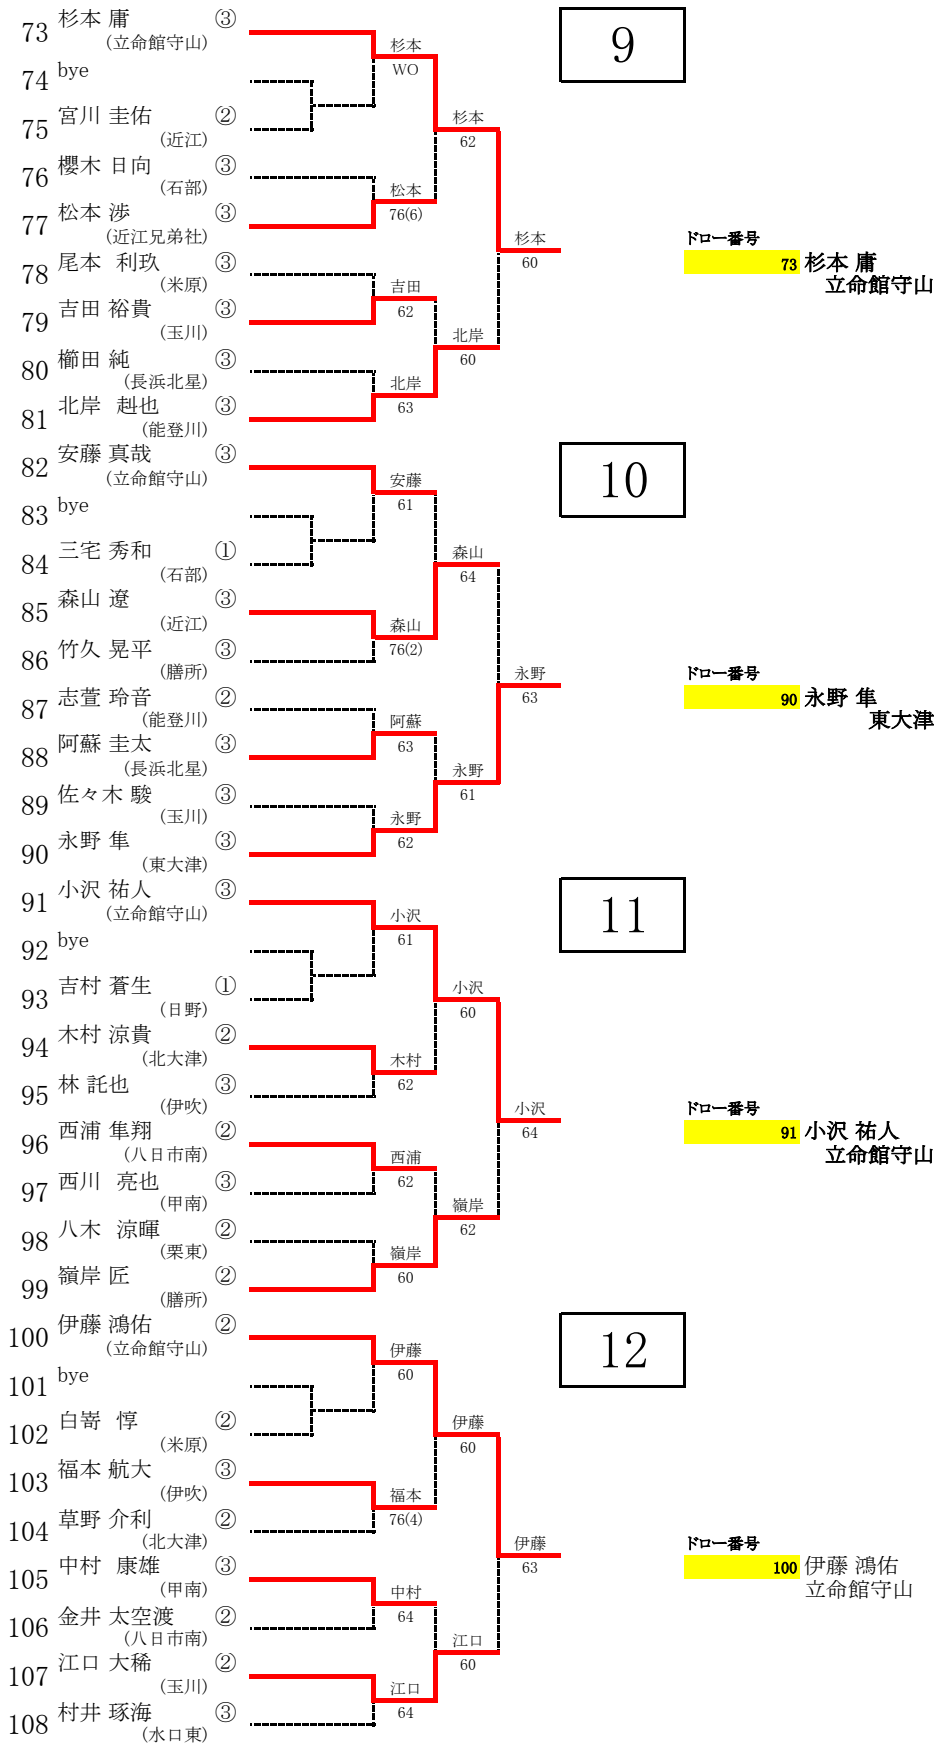 73 杉本 庸 ③
(立命館守山)
74 bye
75 宮川 圭佑 ②
(近江)
76 櫻木 日向 ③
(石部)
77 松本 渉 ③
(近江兄弟社)
78 尾本 利玖 ③
(米原)
79 吉田 裕貴 ③
(玉川)
80 櫛田 純 ③
(長浜北星)
81 北岸 赳也 ③
(能登川)
杉本
WO
松本
76(6)
吉田
62
北岸
63
杉本
62
北岸
60
杉本
60
9
ドロー番号
73 杉本 庸
立命館守山
82 安藤 真哉 ③
(立命館守山)
83 bye
84 三宅 秀和 ①
(石部)
85 森山 遼 ③
(近江)
86 竹久 晃平 ③
(膳所)
87 志萱 玲音 ②
(能登川)
88 阿蘇 圭太 ③
(長浜北星)
89 佐々木 駿 ③
(玉川)
90 永野 隼 ③
(東大津)
安藤
61
森山
76(2)
阿蘇
63
永野
62
森山
64
永野
61
永野
63
10
ドロー番号
90 永野 隼
東大津
91 小沢 祐人 ③
(立命館守山)
92 bye
93 吉村 蒼生 ①
(日野)
94 木村 涼貴 ②
(北大津)
95 林 託也 ③
(伊吹)
96 西浦 隼翔 ②
(八日市南)
97 西川 亮也 ③
(甲南)
98 八木 涼暉 ②
(栗東)
99 嶺岸 匠 ②
(膳所)
小沢
61
木村
62
西浦
62
嶺岸
60
小沢
60
嶺岸
62
小沢
64
11
ドロー番号
91 小沢 祐人
立命館守山
100 伊藤 鴻佑 ②
(立命館守山)
101 bye
102 白嵜 惇 ②
(米原)
103 福本 航大 ③
(伊吹)
104 草野 介利 ②
(北大津)
105 中村 康雄 ③
(甲南)
106 金井 太空渡 ②
(八日市南)
107 江口 大稀 ②
(玉川)
108 村井 琢海 ③
(水口東)
伊藤
60
福本
76(4)
中村
64
江口
64
伊藤
60
江口
60
伊藤
63
12
ドロー番号
100 伊藤 鴻佑
立命館守山